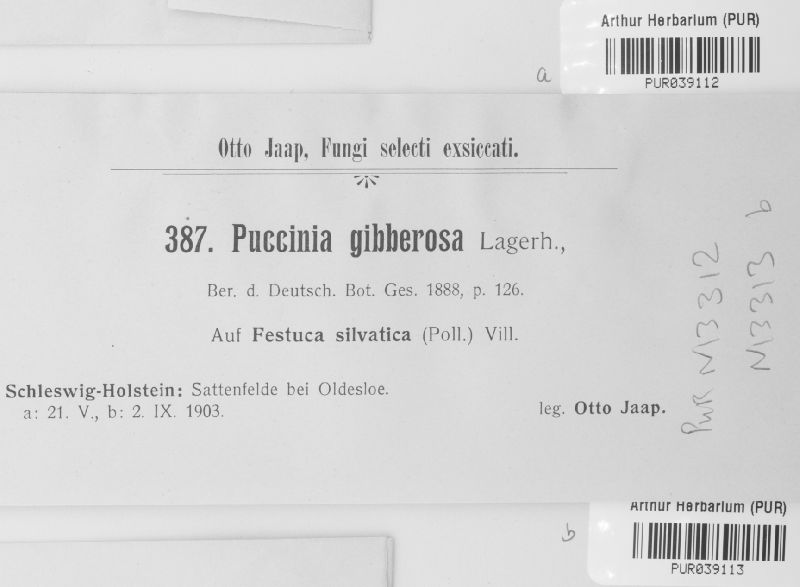 Arthur Herbarium (PUR)
PUR039112
a
Otto Jaap, Fungi selecti exsiccati.
387. Puccinia gibberosa Lagerh.,
Ber. d. Deutsch. Bot. Ges. 1888, p. 126.
Auf Festuca silvatica (Poll.) Vill.
Schleswig-Holstein: Sattenfelde bei Oldesloe.
a: 21. V., b: 2. IX. 1903.
leg. Otto Jaap.
PUR N13312
N13313 b
b
Arthur Herbarium (PUR)
PUR039113